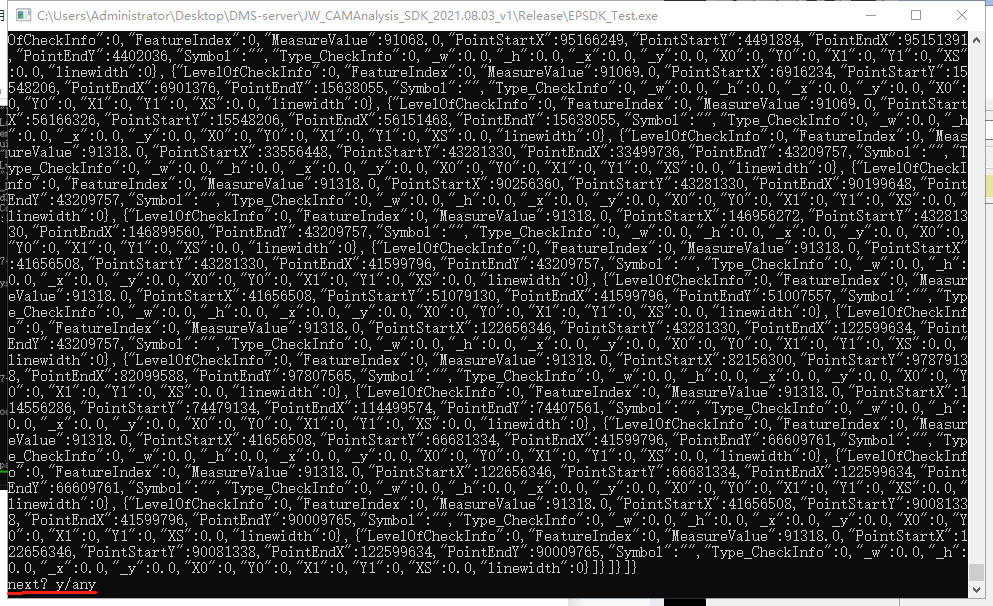 C:\Users\Administrator\Desktop\DMS-server\JW_CAMAnalysis_SDK_2021.08.03_v1\Release\EPSDK_Test.exe
OfCheckInfo":0,"FeatureIndex":0,"MeasureValue":91068.0,"PointStartX":95166249,"PointStartY":4491884,"PointEndX":95151391
,"PointEndY":4402036,"Symbol":"","Type_CheckInfo":0,"_w":0.0,"_h":0.0,"_x":0.0,"_y":0.0,"X0":0,"Y0":0,"X1":0,"Y1":0,"XS"
:0.0,"linewidth":0},{"LevelOfCheckInfo":0,"FeatureIndex":0,"MeasureValue":91069.0,"PointStartX":6916234,"PointStartY":15
548206,"PointEndX":6901376,"PointEndY":15638055,"Symbol":"","Type_CheckInfo":0,"_w":0.0,"_h":0.0,"_x":0.0,"_y":0.0,"X0":
0,"Y0":0,"X1":0,"Y1":0,"XS":0.0,"linewidth":0},{"LevelOfCheckInfo":0,"FeatureIndex":0,"MeasureValue":91069.0,"PointStart
X":56166326,"PointStartY":15548206,"PointEndX":56151468,"PointEndY":15638055,"Symbol":"","Type_CheckInfo":0,"_w":0.0,"_h
":0.0,"_x":0.0,"_y":0.0,"X0":0,"Y0":0,"X1":0,"Y1":0,"XS":0.0,"linewidth":0},{"LevelOfCheckInfo":0,"FeatureIndex":0,"Meas
ureValue":91318.0,"PointStartX":33556448,"PointStartY":43281330,"PointEndX":33499736,"PointEndY":43209757,"Symbol":"","T
ype_CheckInfo":0,"_w":0.0,"_h":0.0,"_x":0.0,"_y":0.0,"X0":0,"Y0":0,"X1":0,"Y1":0,"XS":0.0,"linewidth":0},{"LevelOfCheckI
nfo":0,"FeatureIndex":0,"MeasureValue":91318.0,"PointStartX":90256360,"PointStartY":43281330,"PointEndX":90199648,"Point
EndY":43209757,"Symbol":"","Type_CheckInfo":0,"_w":0.0,"_h":0.0,"_x":0.0,"_y":0.0,"X0":0,"Y0":0,"X1":0,"Y1":0,"XS":0.0,"
linewidth":0},{"LevelOfCheckInfo":0,"FeatureIndex":0,"MeasureValue":91318.0,"PointStartX":146956272,"PointStartY":432813
30,"PointEndX":146899560,"PointEndY":43209757,"Symbol":"","Type_CheckInfo":0,"_w":0.0,"_h":0.0,"_x":0.0,"_y":0.0,"X0":0,
"Y0":0,"X1":0,"Y1":0,"XS":0.0,"linewidth":0},{"LevelOfCheckInfo":0,"FeatureIndex":0,"MeasureValue":91318.0,"PointStartX"
:41656508,"PointStartY":43281330,"PointEndX":41599796,"PointEndY":43209757,"Symbol":"","Type_CheckInfo":0,"_w":0.0,"_h":
0.0,"_x":0.0,"_y":0.0,"X0":0,"Y0":0,"X1":0,"Y1":0,"XS":0.0,"linewidth":0},{"LevelOfCheckInfo":0,"FeatureIndex":0,"Measur
eValue":91318.0,"PointStartX":41656508,"PointStartY":51079130,"PointEndX":41599796,"PointEndY":51007557,"Symbol":"","Typ
e_CheckInfo":0,"_w":0.0,"_h":0.0,"_x":0.0,"_y":0.0,"X0":0,"Y0":0,"X1":0,"Y1":0,"XS":0.0,"linewidth":0},{"LevelOfCheckInf
o":0,"FeatureIndex":0,"MeasureValue":91318.0,"PointStartX":122656346,"PointStartY":43281330,"PointEndX":122599634,"Point
EndY":43209757,"Symbol":"","Type_CheckInfo":0,"_w":0.0,"_h":0.0,"_x":0.0,"_y":0.0,"X0":0,"Y0":0,"X1":0,"Y1":0,"XS":0.0,"
linewidth":0},{"LevelOfCheckInfo":0,"FeatureIndex":0,"MeasureValue":91318.0,"PointStartX":82156300,"PointStartY":9787913
8,"PointEndX":82099588,"PointEndY":97807565,"Symbol":"","Type_CheckInfo":0,"_w":0.0,"_h":0.0,"_x":0.0,"_y":0.0,"X0":0,"Y
0":0,"X1":0,"Y1":0,"XS":0.0,"linewidth":0},{"LevelOfCheckInfo":0,"FeatureIndex":0,"MeasureValue":91318.0,"PointStartX":1
14556286,"PointStartY":74479134,"PointEndX":114499574,"PointEndY":74407561,"Symbol":"","Type_CheckInfo":0,"_w":0.0,"_h":
0.0,"_x":0.0,"_y":0.0,"X0":0,"Y0":0,"X1":0,"Y1":0,"XS":0.0,"linewidth":0},{"LevelOfCheckInfo":0,"FeatureIndex":0,"Measur
eValue":91318.0,"PointStartX":41656508,"PointStartY":66681334,"PointEndX":41599796,"PointEndY":66609761,"Symbol":"","Typ
e_CheckInfo":0,"_w":0.0,"_h":0.0,"_x":0.0,"_y":0.0,"X0":0,"Y0":0,"X1":0,"Y1":0,"XS":0.0,"linewidth":0},{"LevelOfCheckInf
o":0,"FeatureIndex":0,"MeasureValue":91318.0,"PointStartX":122656346,"PointStartY":66681334,"PointEndX":122599634,"Point
EndY":66609761,"Symbol":"","Type_CheckInfo":0,"_w":0.0,"_h":0.0,"_x":0.0,"_y":0.0,"X0":0,"Y0":0,"X1":0,"Y1":0,"XS":0.0,"
linewidth":0},{"LevelOfCheckInfo":0,"FeatureIndex":0,"MeasureValue":91318.0,"PointStartX":41656508,"PointStartY":9008133
8,"PointEndX":41599796,"PointEndY":90009765,"Symbol":"","Type_CheckInfo":0,"_w":0.0,"_h":0.0,"_x":0.0,"_y":0.0,"X0":0,"Y
0":0,"X1":0,"Y1":0,"XS":0.0,"linewidth":0},{"LevelOfCheckInfo":0,"FeatureIndex":0,"MeasureValue":91318.0,"PointStartX":1
22656346,"PointStartY":90081338,"PointEndX":122599634,"PointEndY":90009765,"Symbol":"","Type_CheckInfo":0,"_w":0.0,"_h":
0.0,"_x":0.0,"_y":0.0,"X0":0,"Y0":0,"X1":0,"Y1":0,"XS":0.0,"linewidth":0}]}]}]}
next? y/any